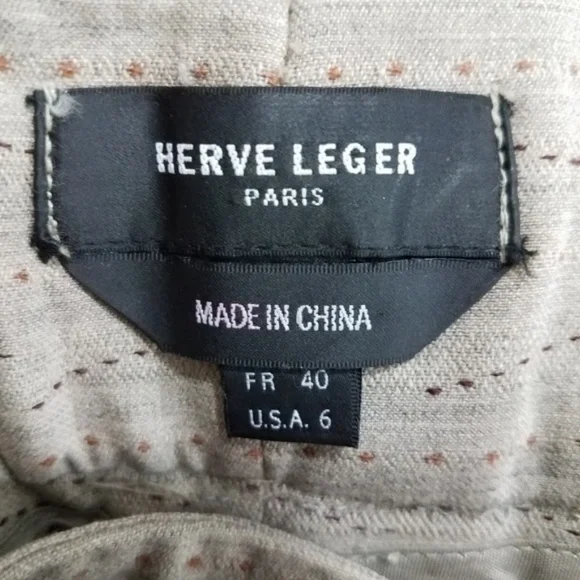 HERVE LEGER
PARIS
MADE IN CHINA
FR 40
U.S.A. 6